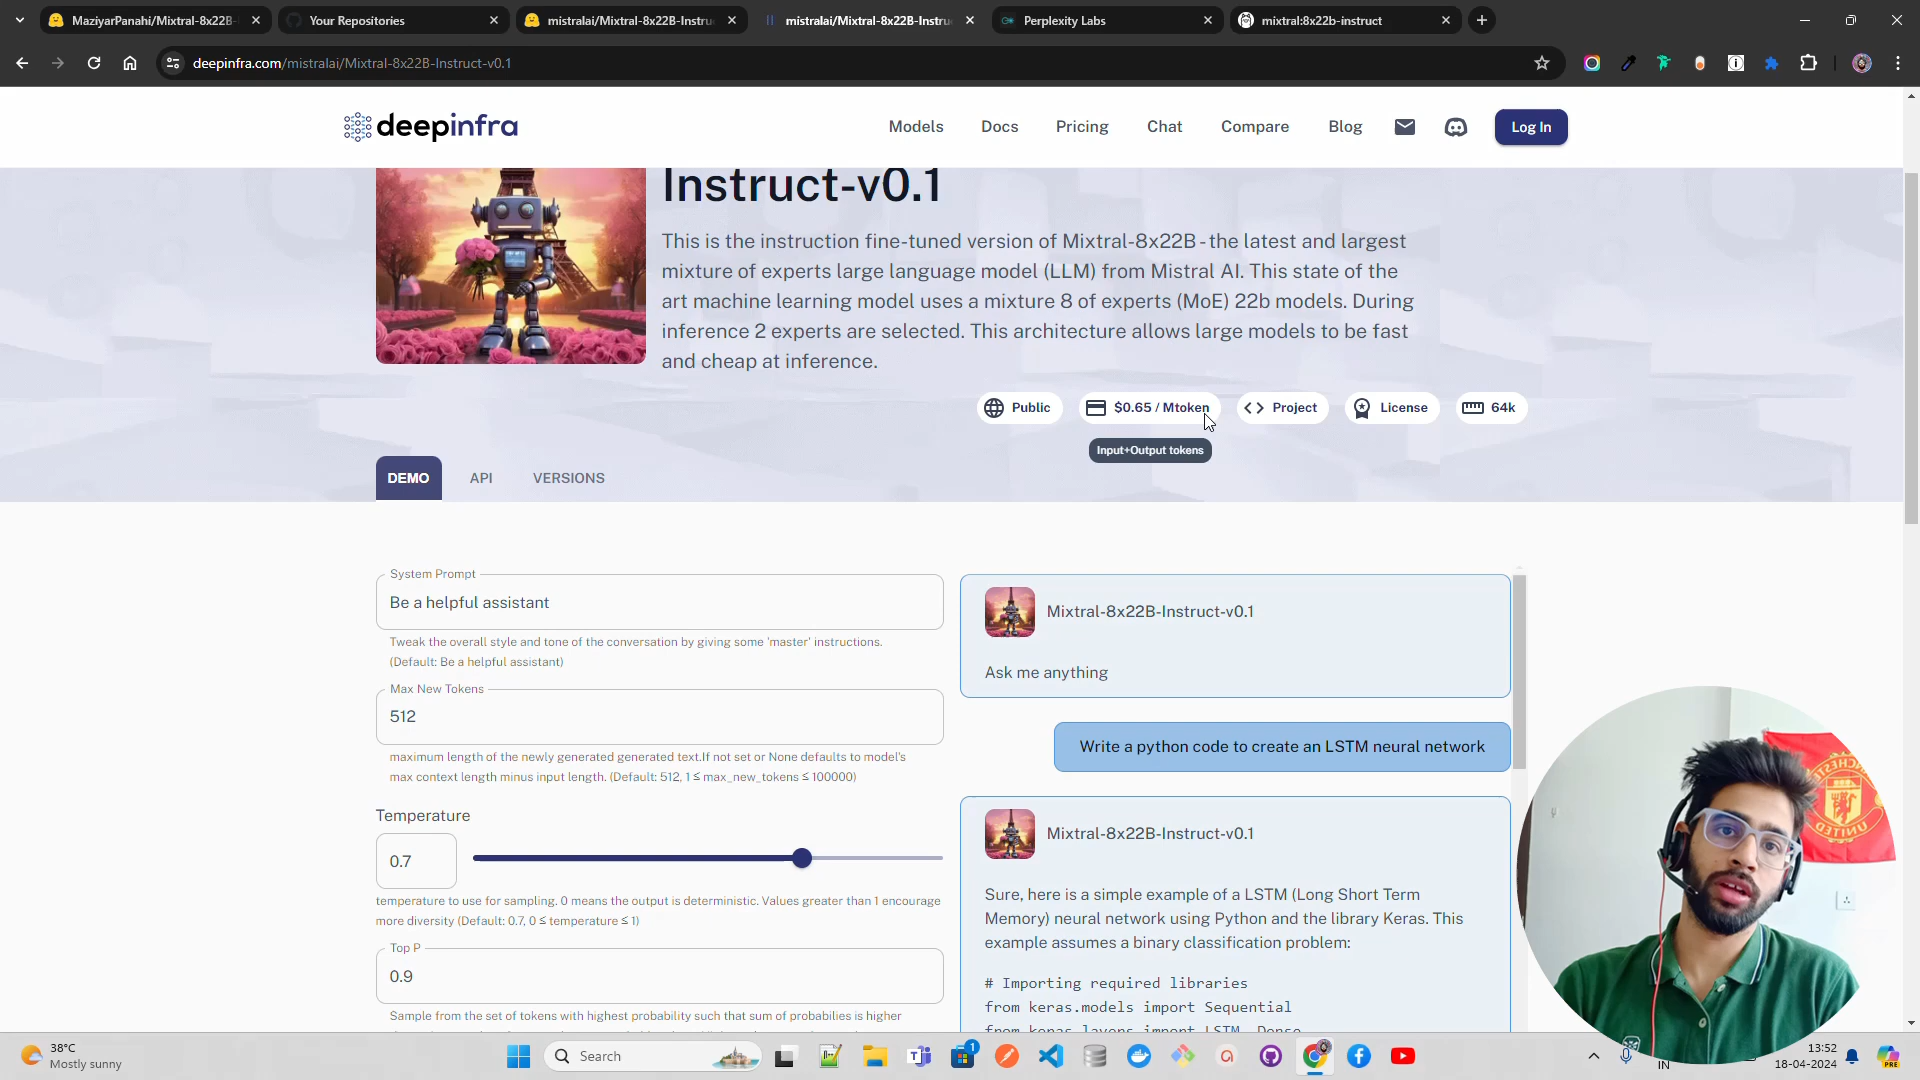 MaziyarPanahi/Mixtral-8x22B-
Your Repositories
mistralai/Mixtral-8x22B-Instru
mistralai/Mixtral-8x22B-Instru
Perplexity Labs
mixtral:8x22b-instruct
deepinfra.com/mistralai/Mixtral-8x22B-Instruct-v0.1
deepinfra
Models
Docs
Pricing
Chat
Compare
Blog
Log In
Instruct-v0.1
This is the instruction fine-tuned version of Mixtral-8x22B - the latest and largest
mixture of experts large language model (LLM) from Mistral AI. This state of the
art machine learning model uses a mixture 8 of experts (MoE) 22b models. During
inference 2 experts are selected. This architecture allows large models to be fast
and cheap at inference.
Public
$0.65 / Mtoken
Project
License
64k
Input+Output tokens
DEMO
API
VERSIONS
System Prompt
Be a helpful assistant
Tweak the overall style and tone of the conversation by giving some 'master' instructions.
(Default: Be a helpful assistant)
Max New Tokens
512
maximum length of the newly generated generated text.If not set or None defaults to model's
max context length minus input length. (Default: 512, 1 ≤ max_new_tokens ≤ 100000)
Temperature
0.7
temperature to use for sampling. 0 means the output is deterministic. Values greater than 1 encourage
more diversity (Default: 0.7, 0 ≤ temperature ≤ 1)
Top P
0.9
Sample from the set of tokens with highest probability such that sum of probabilies is higher
Mixtral-8x22B-Instruct-v0.1
Ask me anything
Write a python code to create an LSTM neural network
Mixtral-8x22B-Instruct-v0.1
Sure, here is a simple example of a LSTM (Long Short Term
Memory) neural network using Python and the library Keras. This
example assumes a binary classification problem:
# Importing required libraries
from keras.models import Sequential
from keras.layers import LSTM, Dense
38°C
Mostly sunny
Search
1
IN
13:52
18-04-2024
PRE